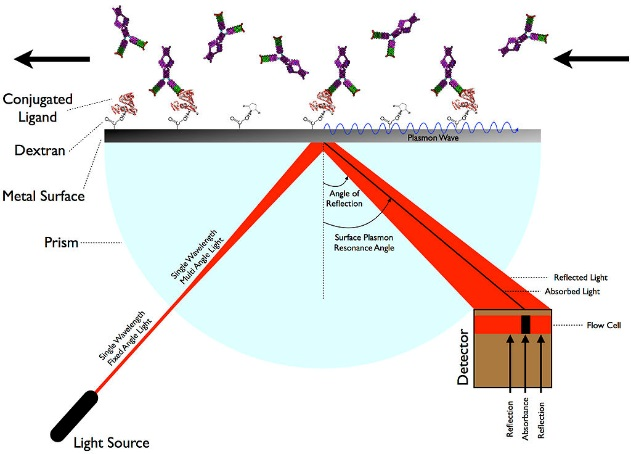 Conjugated
Ligand
Dextran
Metal Surface
Prism
Plasmon Wave
Angle of
Reflection
Surface Plasmon
Resonance Angle
Single Wavelength
Multi Angle Light
Single Wavelength
Fixed Angle Light
Light Source
Reflected Light
Absorbed Light
Flow Cell
Detector
Reflection
Absorbance
Reflection